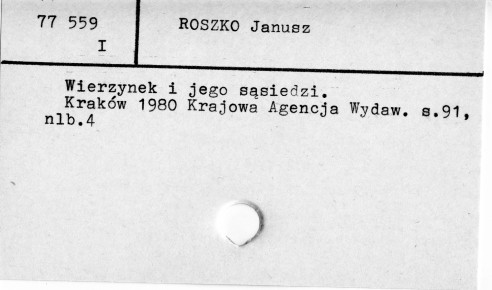 77 559
I
ROSZKO Janusz
Wierzynek i jego sąsiedzi.
Kraków 1980 Krajowa Agencja Wydaw. s.91,
nlb.4